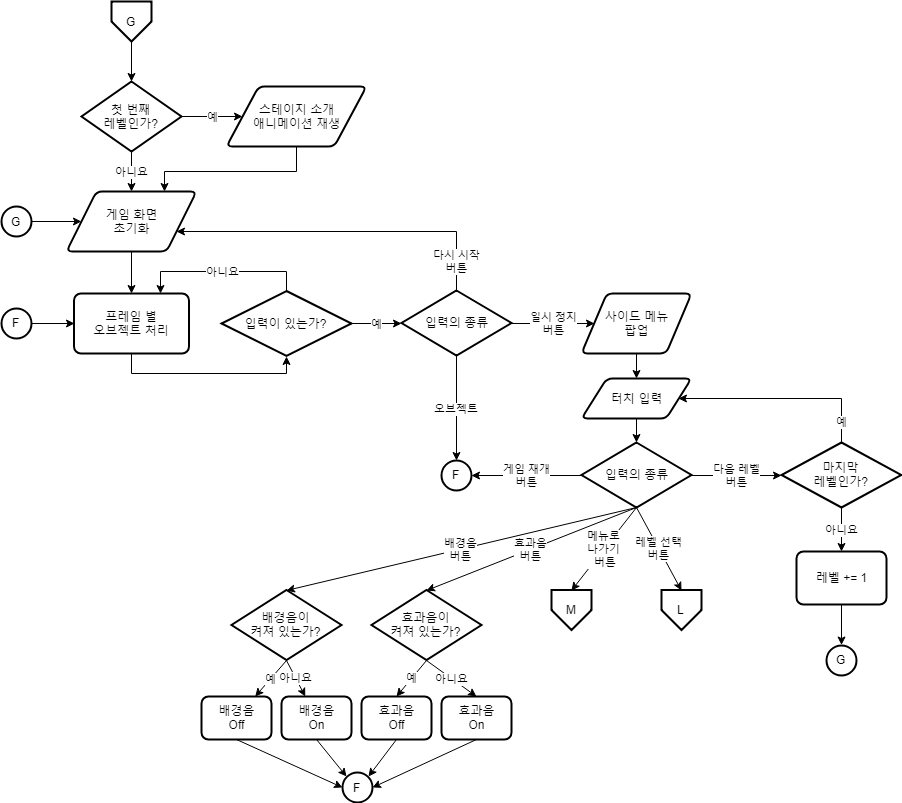 G
첫 번째
레벨인가?
예
스테이지 소개
애니메이션 재생
아니요
G
게임 화면
초기화
다시 시작
버튼
아니요
F
프레임 별
오브젝트 처리
입력이 있는가?
예
입력의 종류
일시 정지
버튼
사이드 메뉴
팝업
오브젝트
터치 입력
예
F
게임 재개
버튼
입력의 종류
다음 레벨
버튼
마지막
레벨인가?
아니요
배경음
버튼
효과음
버튼
메뉴로
나가기
버튼
레벨 선택
버튼
레벨 += 1
배경음이
켜져 있는가?
효과음이
켜져 있는가?
M
L
G
예
아니요
예
아니요
배경음
Off
배경음
On
효과음
Off
효과음
On
F